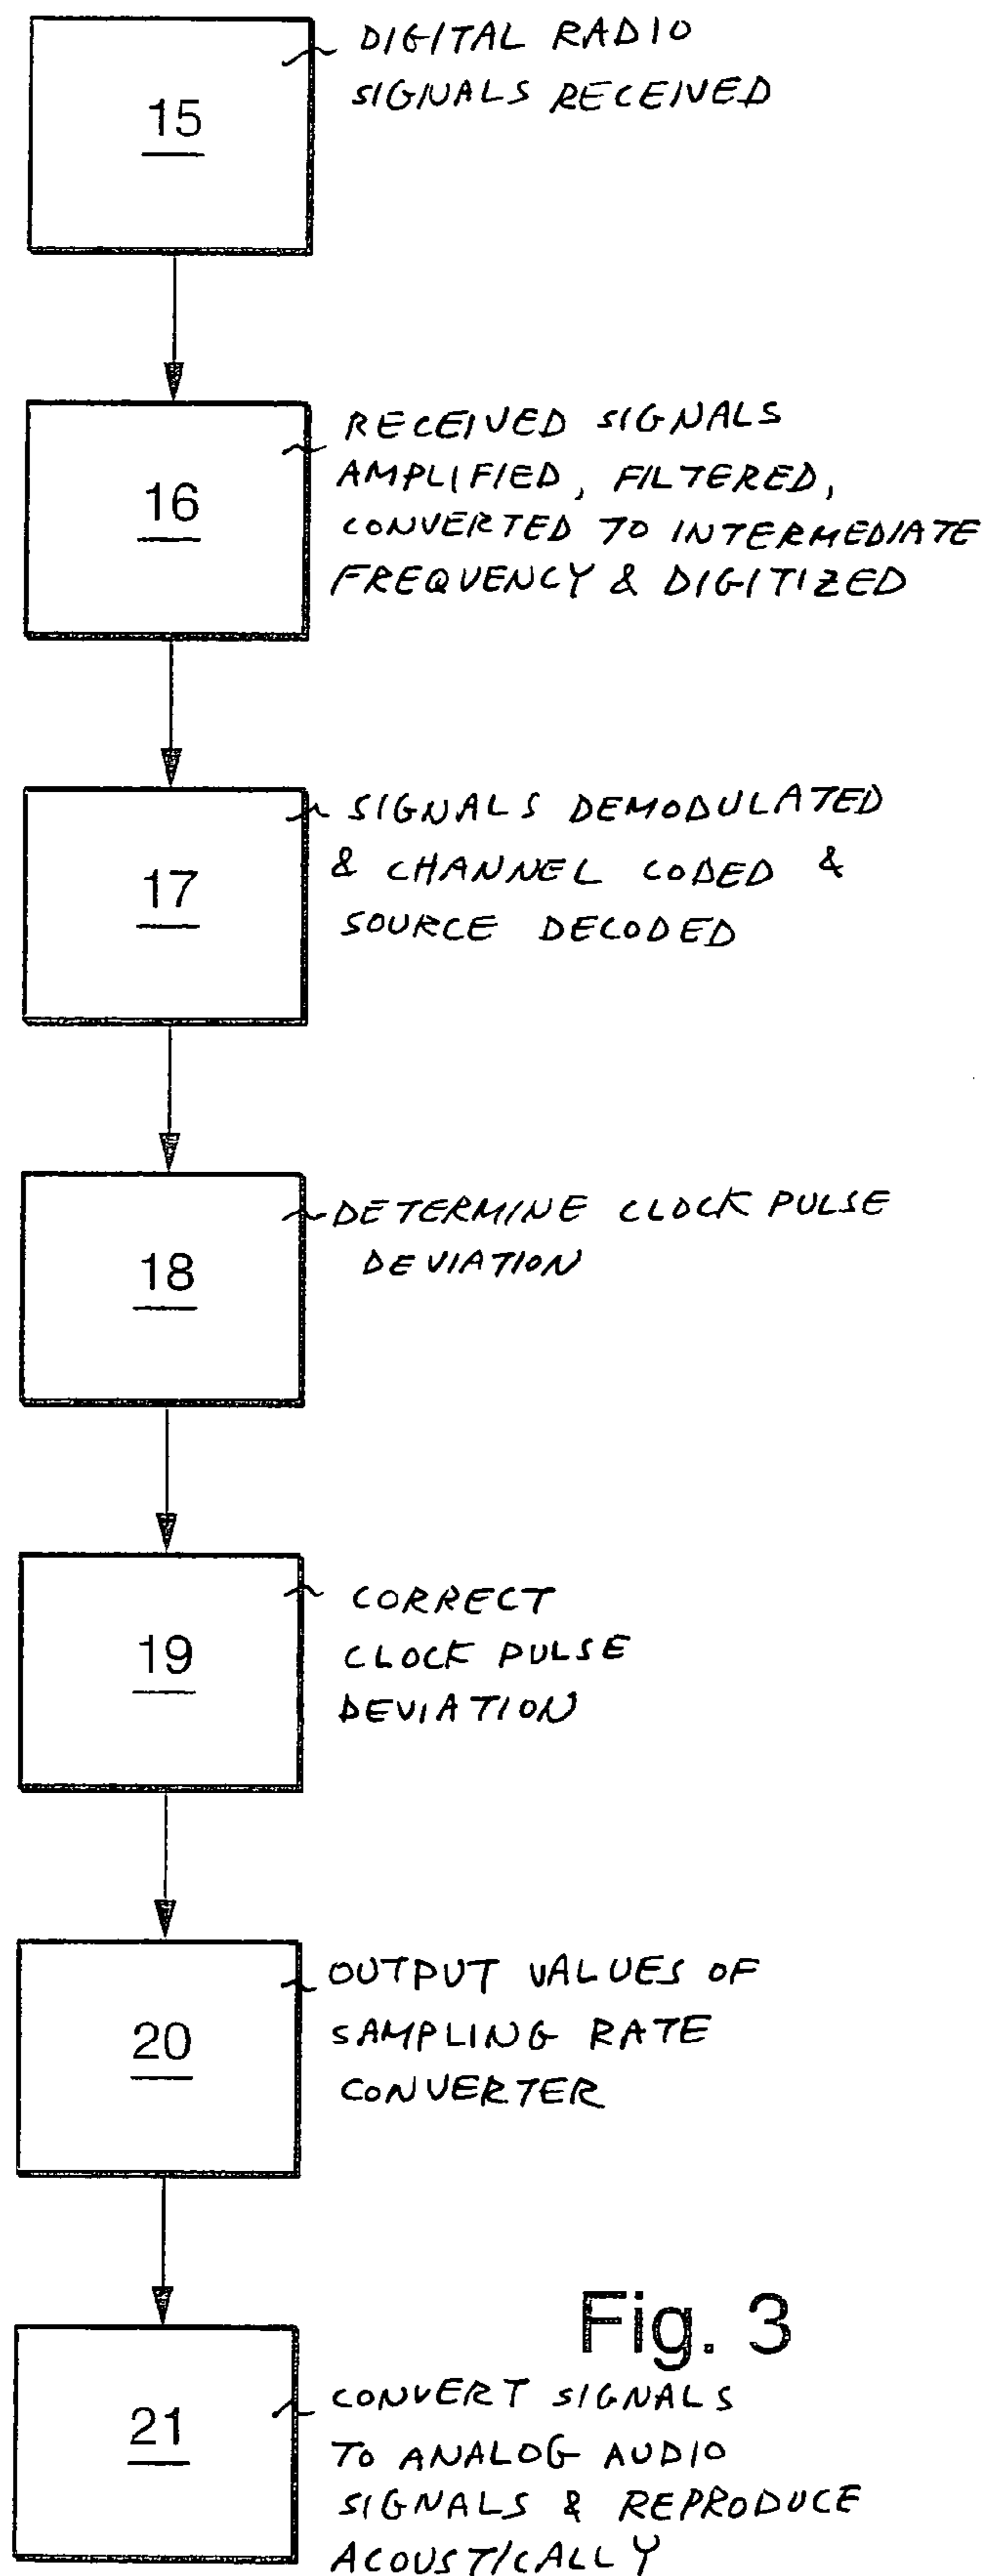 15
DIGITAL RADIO
SIGNALS RECEIVED
16
RECEIVED SIGNALS
AMPLIFIED, FILTERED,
CONVERTED TO INTERMEDIATE
FREQUENCY & DIGITIZED
17
SIGNALS DEMODULATED
& CHANNEL CODED &
SOURCE DECODED
18
DETERMINE CLOCK PULSE
DEVIATION
19
CORRECT
CLOCK PULSE
DEVIATION
20
OUTPUT VALUES OF
SAMPLING RATE
CONVERTER
Fig. 3
21
CONVERT SIGNALS
TO ANALOG AUDIO
SIGNALS & REPRODUCE
ACOUSTICALLY